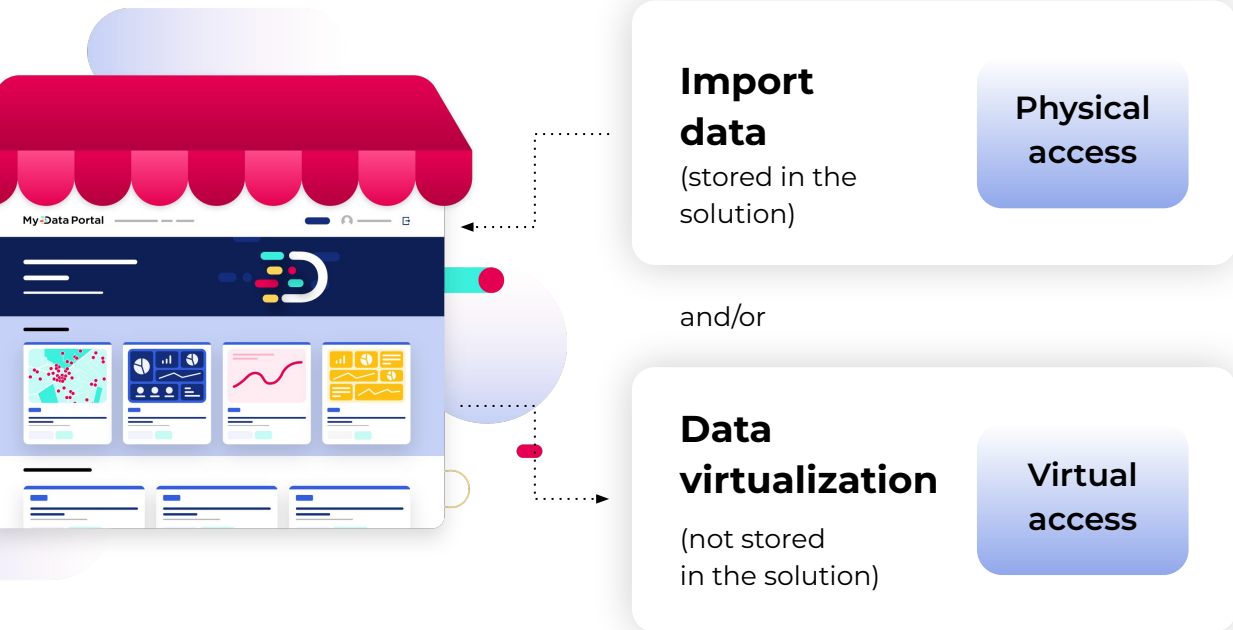 My Data Portal
Import
data
(stored in the
solution)
Physical
access
and/or
Data
virtualization
(not stored
in the solution)
Virtual
access